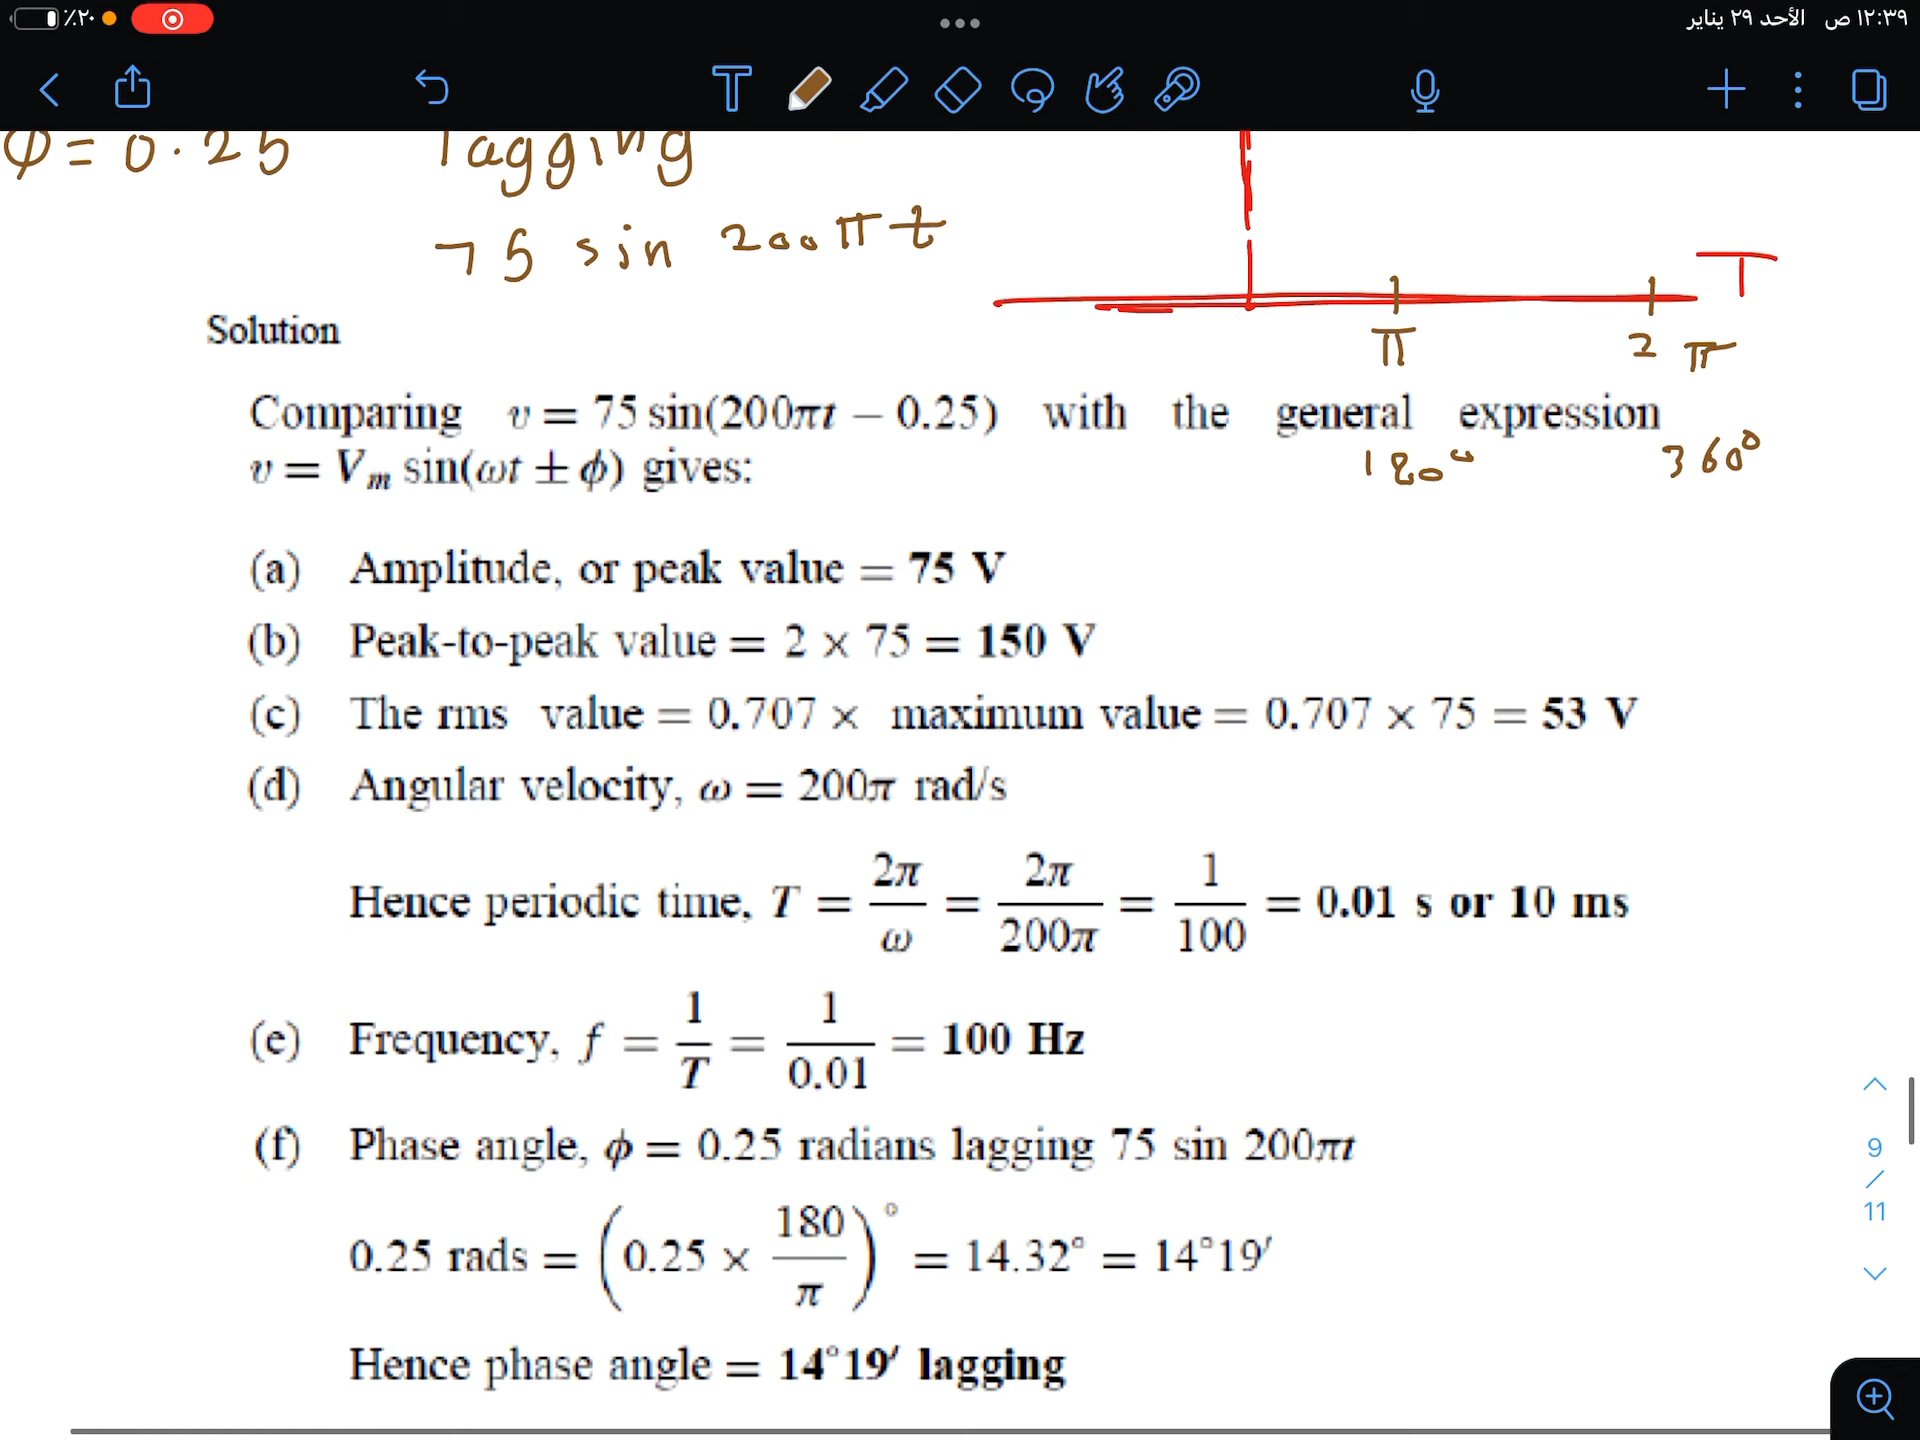 ٪٢٠
١٢:٣٩ ص الأحد ٢٩ يناير
T
φ = 0.25 lagging
75 sin 200πt
T
π 2π
Solution
Comparing v = 75 sin(200πt − 0.25) with the general expression
v = Vm sin(ωt ± φ) gives:
180° 360°
(a) Amplitude, or peak value = 75 V
(b) Peak-to-peak value = 2 × 75 = 150 V
(c) The rms value = 0.707 × maximum value = 0.707 × 75 = 53 V
(d) Angular velocity, ω = 200π rad/s
Hence periodic time, T = 2π/ω = 2π/200π = 1/100 = 0.01 s or 10 ms
(e) Frequency, f = 1/T = 1/0.01 = 100 Hz
(f) Phase angle, φ = 0.25 radians lagging 75 sin 200πt
0.25 rads = (0.25 × 180/π)° = 14.32° = 14°19′
Hence phase angle = 14°19′ lagging
9
/
11